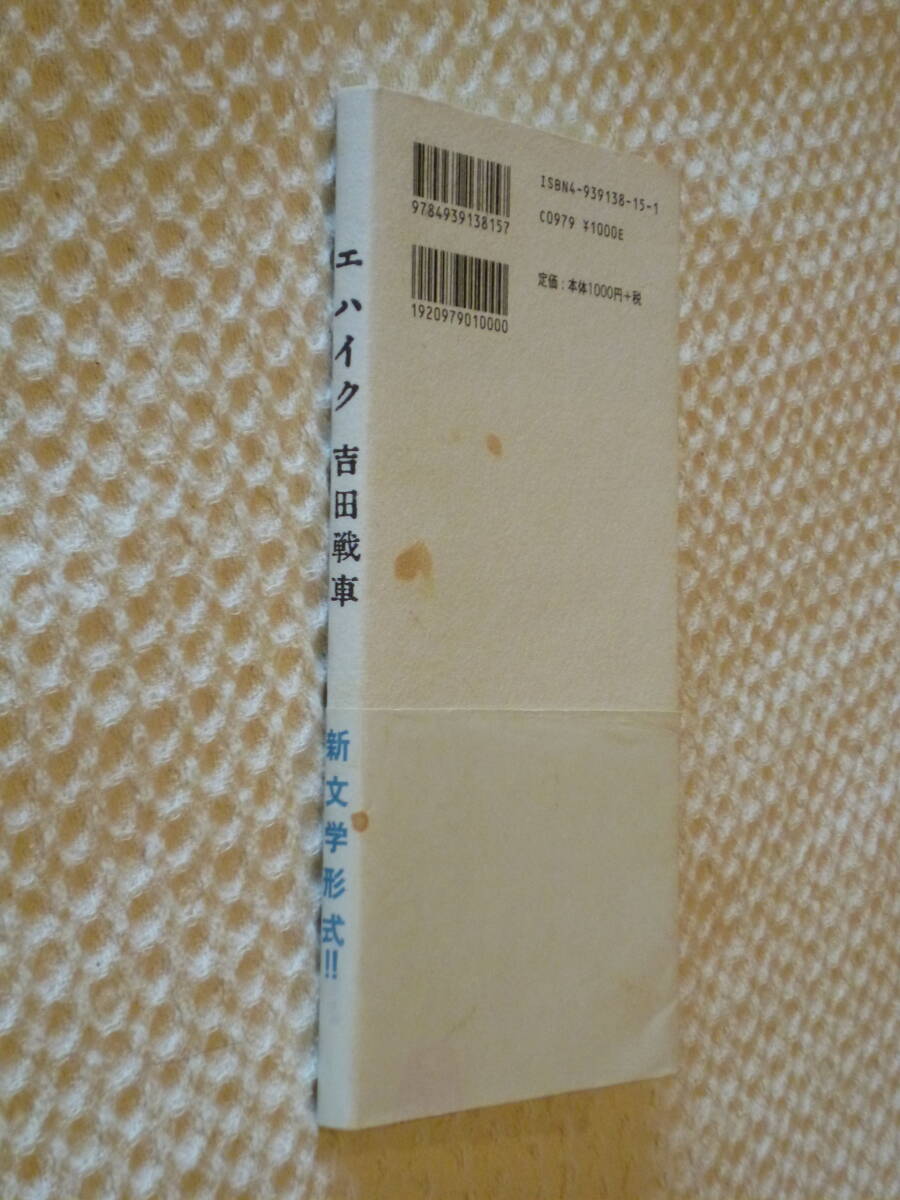 エハイク 吉田戦車
新文学形式!!
9784939138157
ISBN4-939138-15-1
C0979 ¥1000E
1920979010000
定価:本体1000円+税